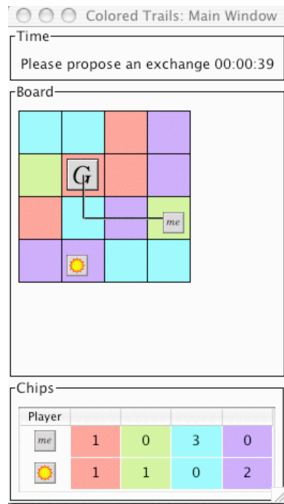 Colored Trails: Main Window
Time
Please propose an exchange 00:00:39
Board
G
me
Chips
Player
me 1 0 3 0
1 1 0 2